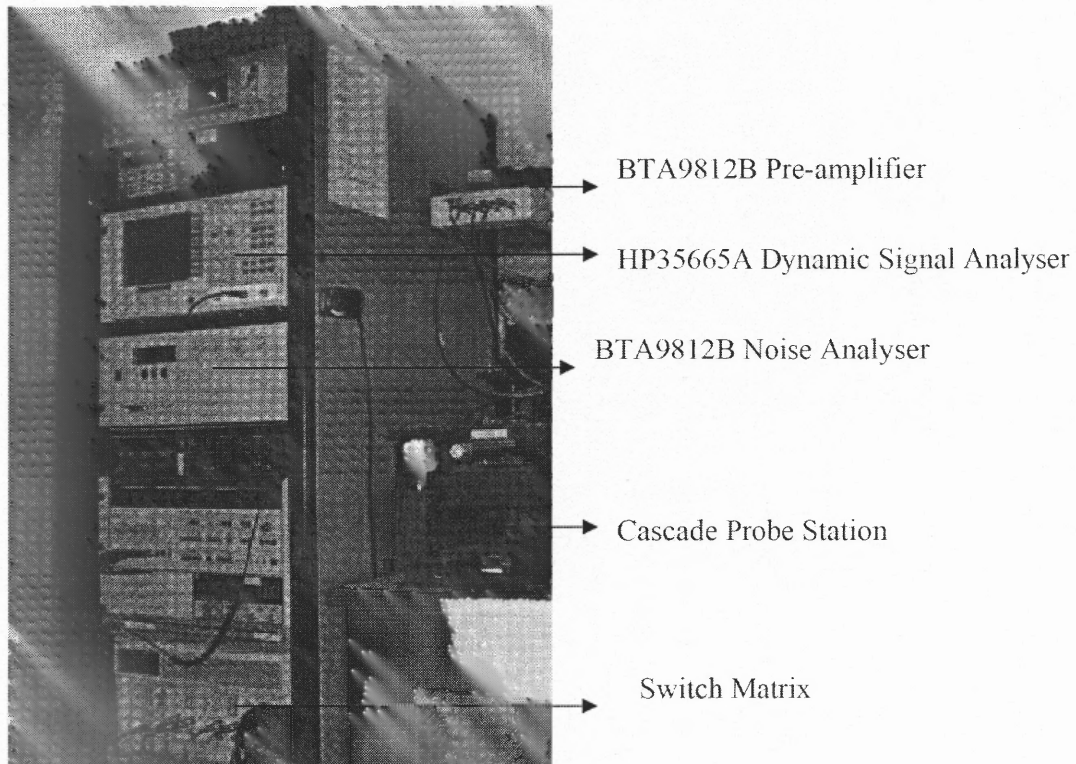 BTA9812B Pre-amplifier
HP35665A Dynamic Signal Analyser
BTA9812B Noise Analyser
Cascade Probe Station
Switch Matrix